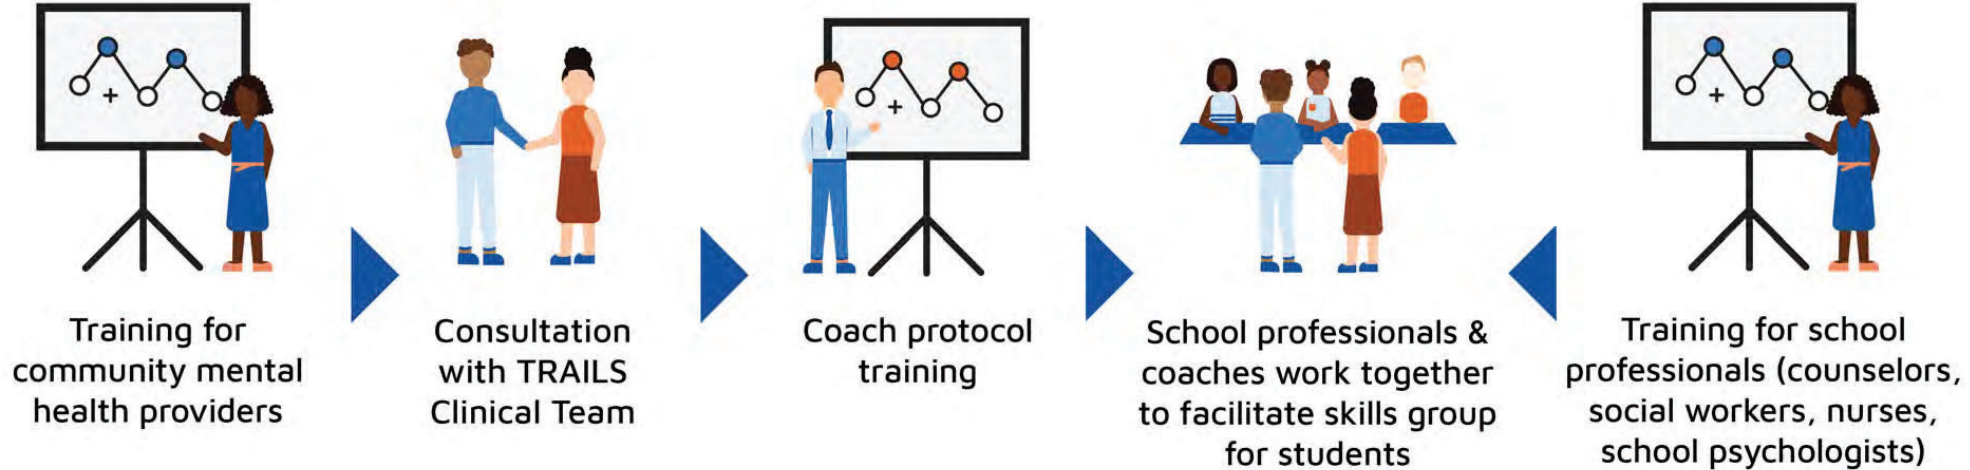 Training for
community mental
health providers
Consultation
with TRAILS
Clinical Team
Coach protocol
training
School professionals &
coaches work together
to facilitate skills group
for students
Training for school
professionals (counselors,
social workers, nurses,
school psychologists)